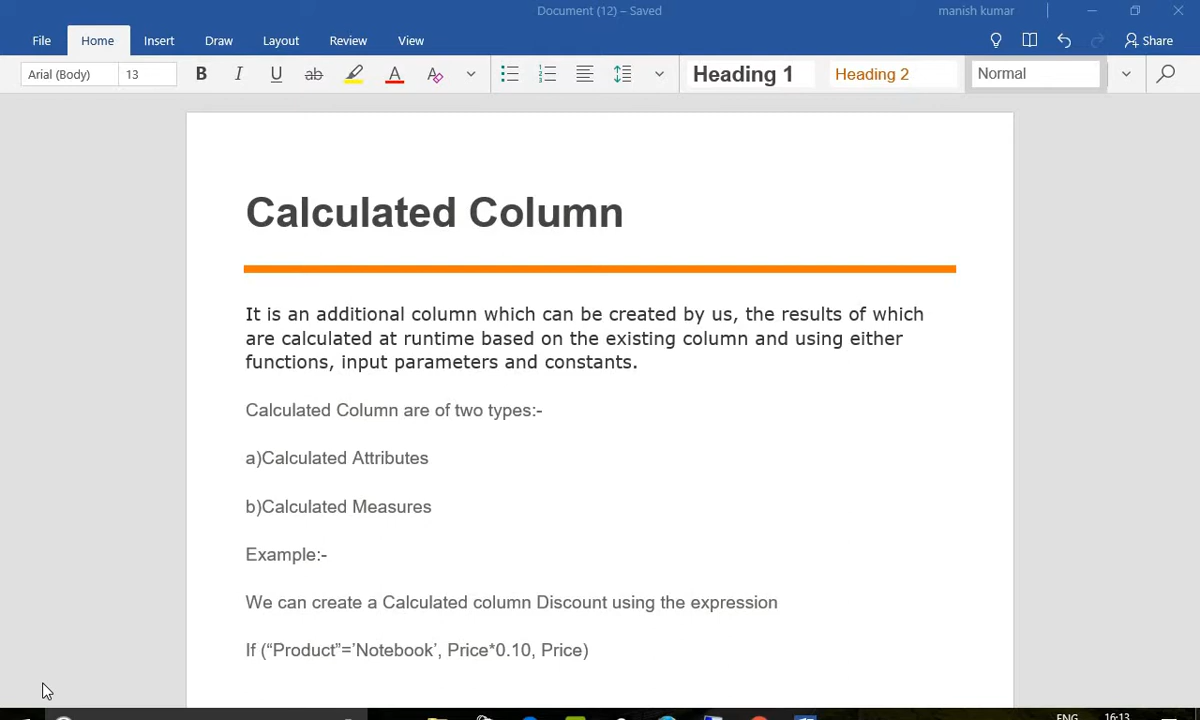 Document (12) – Saved
manish kumar
File Home Insert Draw Layout Review View
Share
Arial (Body) 13 B I U ab A A Heading 1 Heading 2 Normal
Calculated Column
It is an additional column which can be created by us, the results of which
are calculated at runtime based on the existing column and using either
functions, input parameters and constants.
Calculated Column are of two types:-
a)Calculated Attributes
b)Calculated Measures
Example:-
We can create a Calculated column Discount using the expression
If (“Product”=’Notebook’, Price*0.10, Price)
ENG 16:13